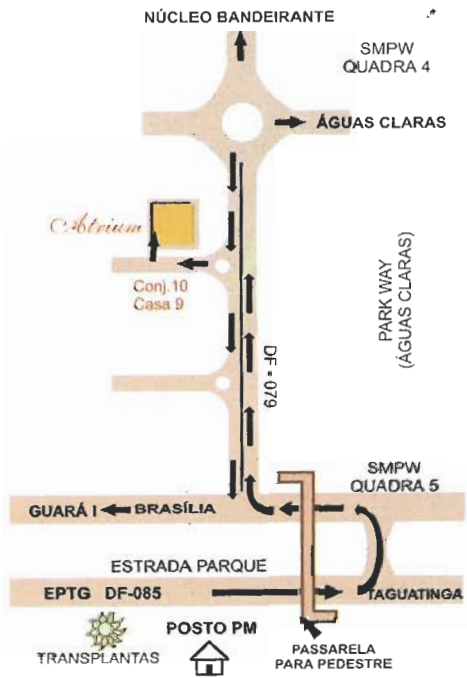 NÚCLEO BANDEIRANTE
SMPW
QUADRA 4
ÁGUAS CLARAS
Atrium
Conj.10
Casa 9
PARK WAY
(ÁGUAS CLARAS)
DF - 079
SMPW
QUADRA 5
GUARÁ I
BRASÍLIA
ESTRADA PARQUE
EPTG DF-085
TAGUATINGA
TRANSPLANTAS
POSTO PM
PASSARELA
PARA PEDESTRE